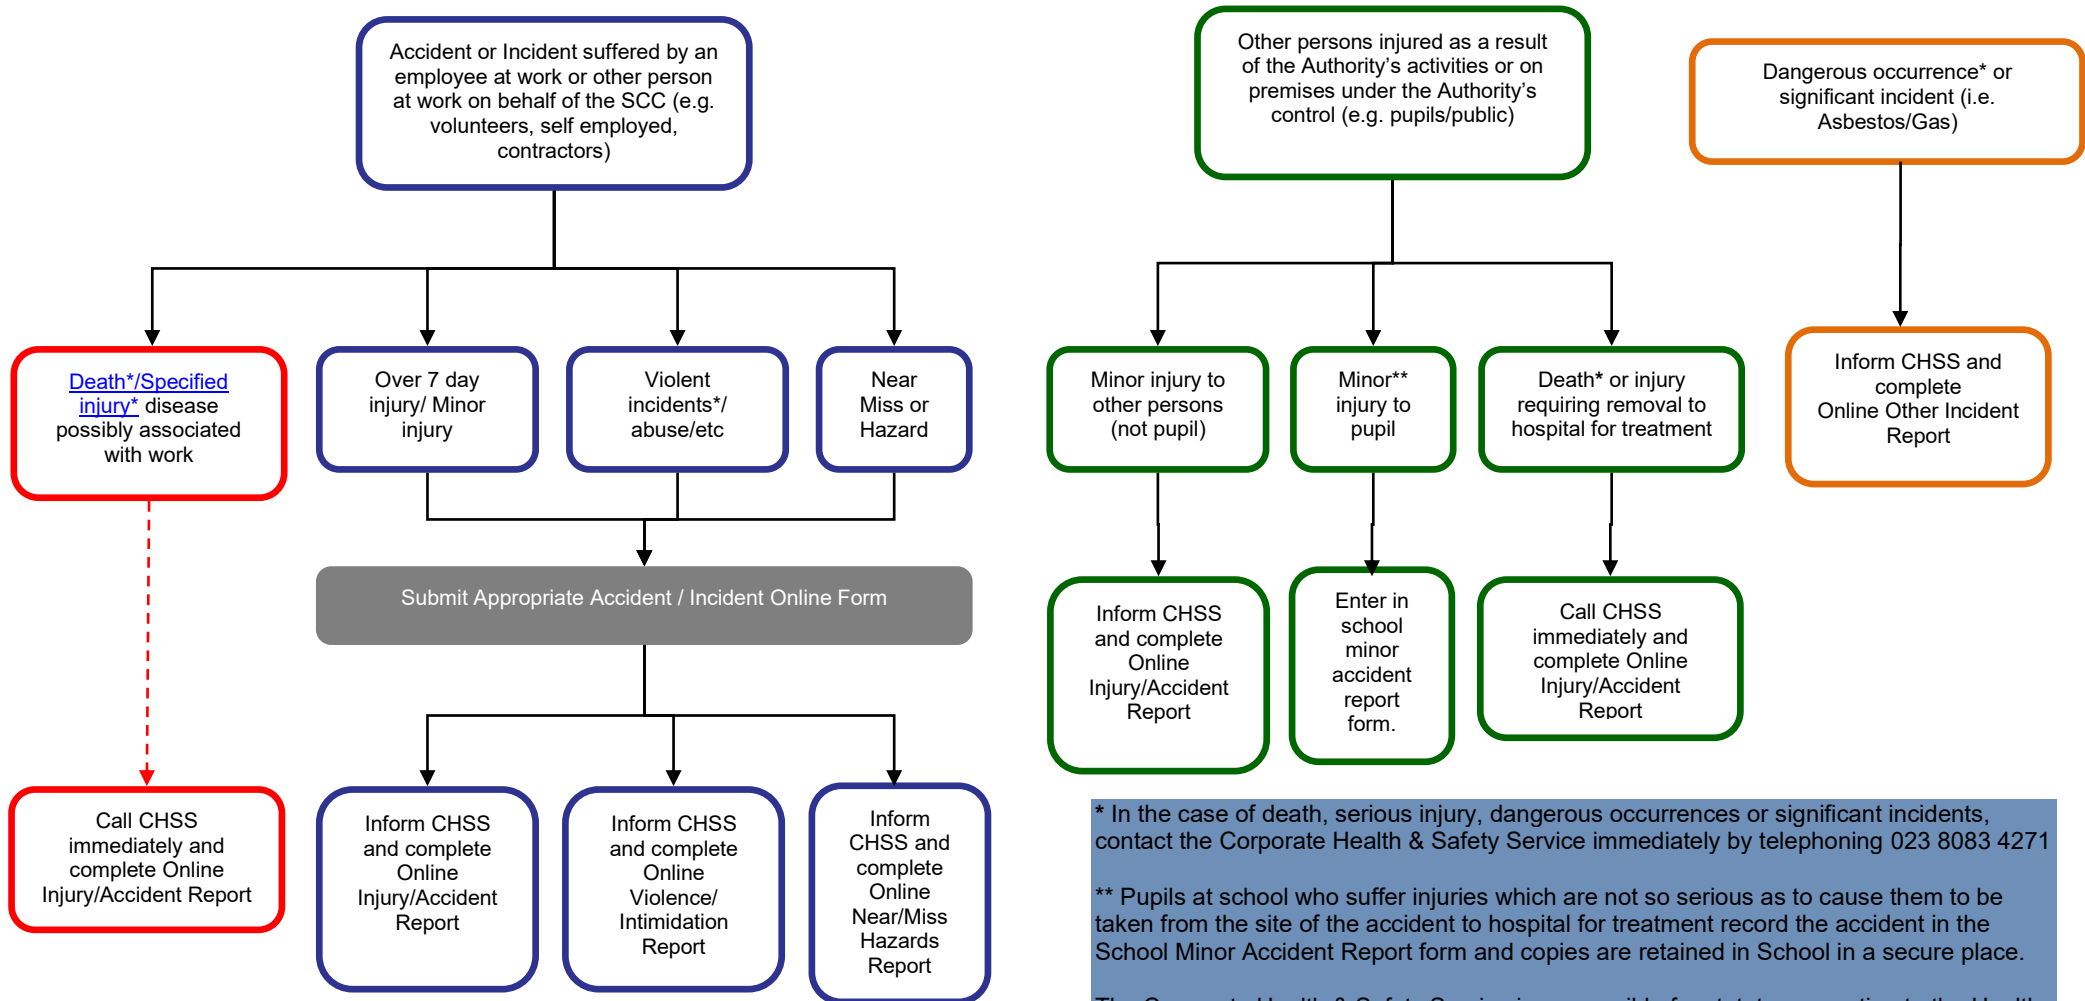 Accident or Incident suffered by an
employee at work or other person
at work on behalf of the SCC (e.g.
volunteers, self employed,
contractors)
Other persons injured as a result
of the Authority’s activities or on
premises under the Authority’s
control (e.g. pupils/public)
Dangerous occurrence* or
significant incident (i.e.
Asbestos/Gas)
Death*/Specified
injury* disease
possibly associated
with work
Over 7 day
injury/ Minor
injury
Violent
incidents*/
abuse/etc
Near
Miss or
Hazard
Minor injury to
other persons
(not pupil)
Minor**
injury to
pupil
Death* or injury
requiring removal to
hospital for treatment
Inform CHSS and
complete
Online Other Incident
Report
Submit Appropriate Accident / Incident Online Form
Inform CHSS
and complete
Online
Injury/Accident
Report
Enter in
school
minor
accident
report
form.
Call CHSS
immediately and
complete Online
Injury/Accident
Report
Call CHSS
immediately and
complete Online
Injury/Accident Report
Inform CHSS
and complete
Online
Injury/Accident
Report
Inform CHSS
and complete
Online
Violence/
Intimidation
Report
Inform
CHSS and
complete
Online
Near/Miss
Hazards
Report
* In the case of death, serious injury, dangerous occurrences or significant incidents,
contact the Corporate Health & Safety Service immediately by telephoning 023 8083 4271
** Pupils at school who suffer injuries which are not so serious as to cause them to be
taken from the site of the accident to hospital for treatment record the accident in the
School Minor Accident Report form and copies are retained in School in a secure place.